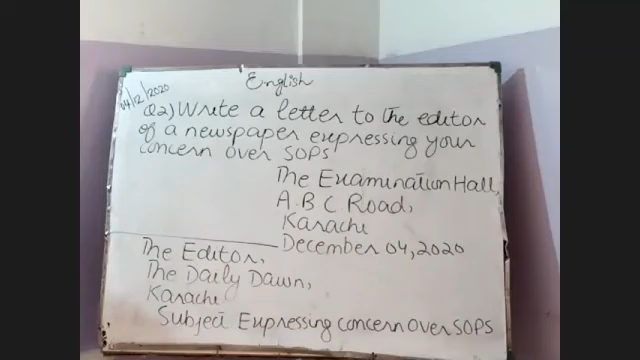 English
04/12/2020
Q2) Write a letter to the editor
of a newspaper expressing your
concern over SOPS
The Examination Hall,
A.B.C. Road,
Karachi
December 04, 2020
The Editor,
The Daily Dawn,
Karachi
Subject Expressing concern over SOPS